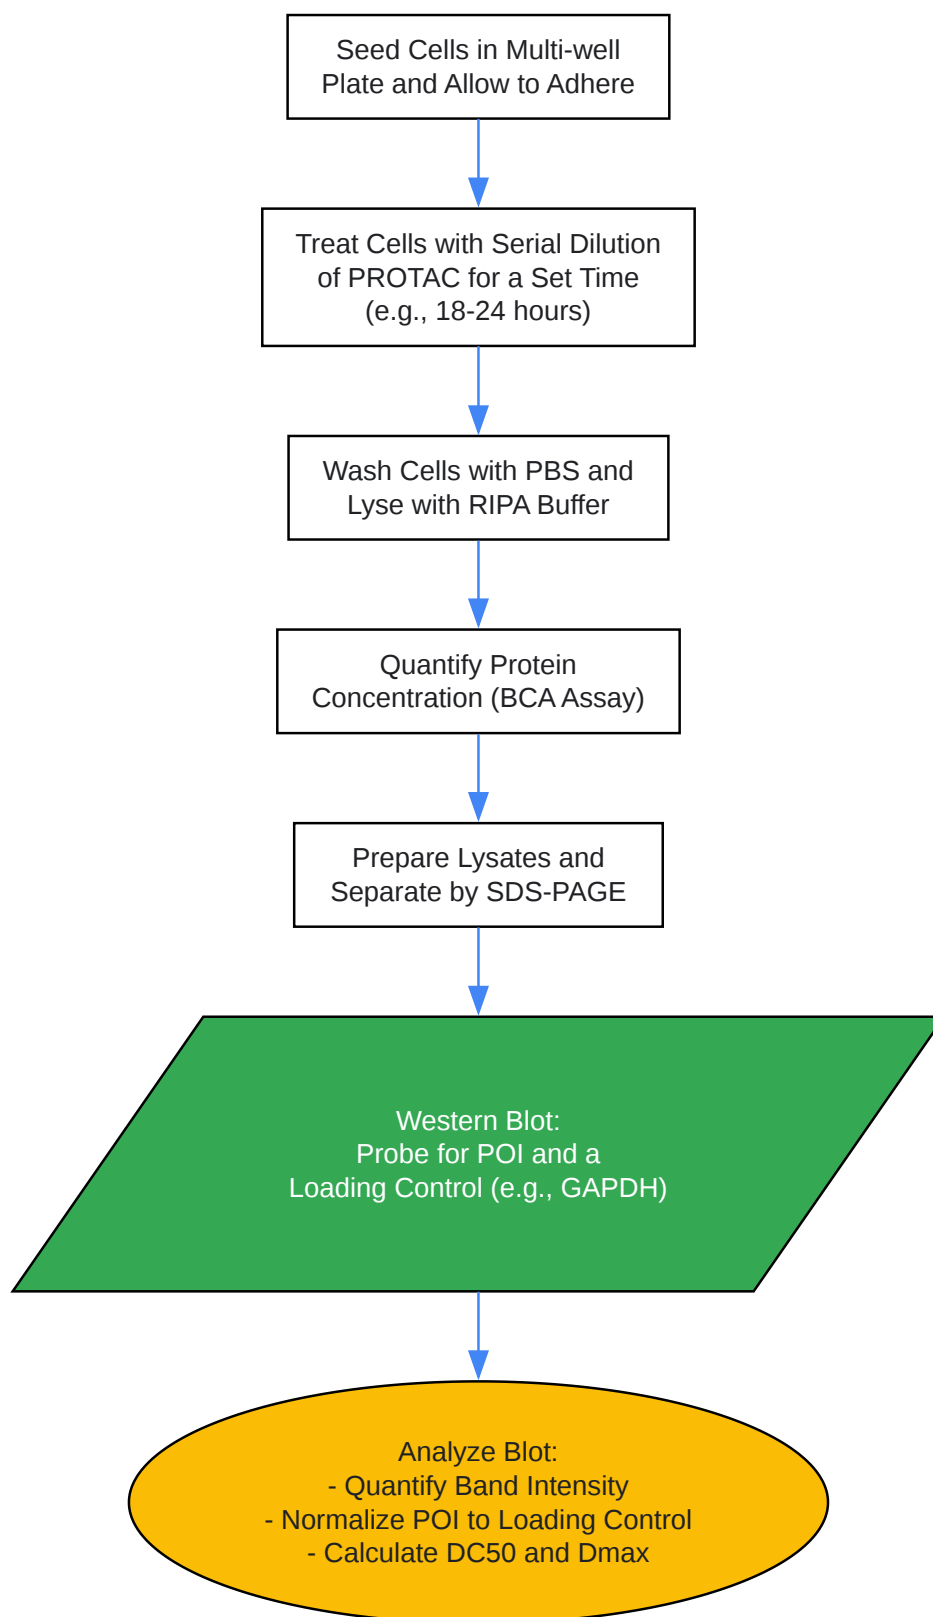 Seed Cells in Multi-well
Plate and Allow to Adhere
Treat Cells with Serial Dilution
of PROTAC for a Set Time
(e.g., 18-24 hours)
Wash Cells with PBS and
Lyse with RIPA Buffer
Quantify Protein
Concentration (BCA Assay)
Prepare Lysates and
Separate by SDS-PAGE
Western Blot:
Probe for POI and a
Loading Control (e.g., GAPDH)
Analyze Blot:
- Quantify Band Intensity
- Normalize POI to Loading Control
- Calculate DC50 and Dmax